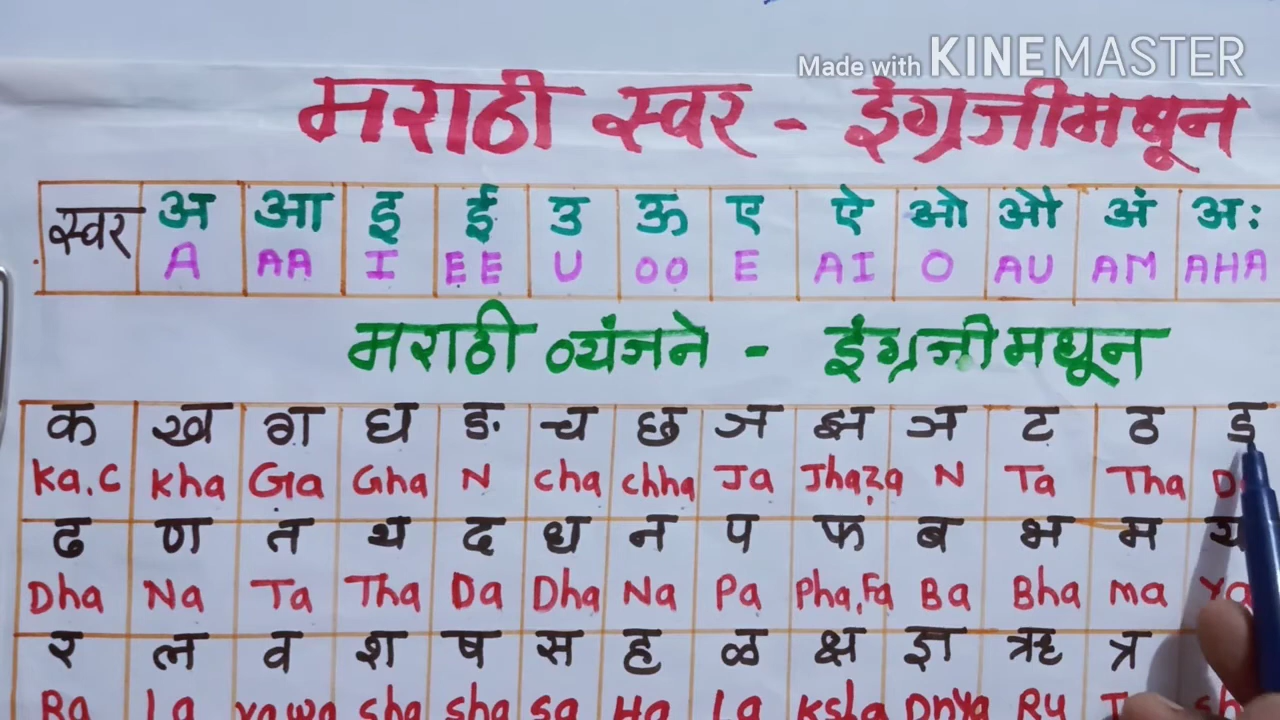 Made with KINEMASTER
मराठी स्वर - इंग्रजीमधून
स्वर अ आ इ ई उ ऊ ए ऐ ओ औ अं अः
A AA I EE U OO E AI O AU AM AHA
मराठी व्यंजने - इंग्रजीमधून
क ख ग घ ङ च छ ज झ ञ ट ठ ड
Ka,C Kha Ga Gha N cha chha Ja Jha,za N Ta Tha
ढ ण त थ द ध न प फ ब भ म य
Dha Na Ta Tha Da Dha Na Pa Pha,Fa Ba Bha ma Ya
र ल व श ष स ह ळ क्ष ज्ञ ऋ त्र
Ra La va,wa sha sha sa Ha La Ksha Dnya Ru